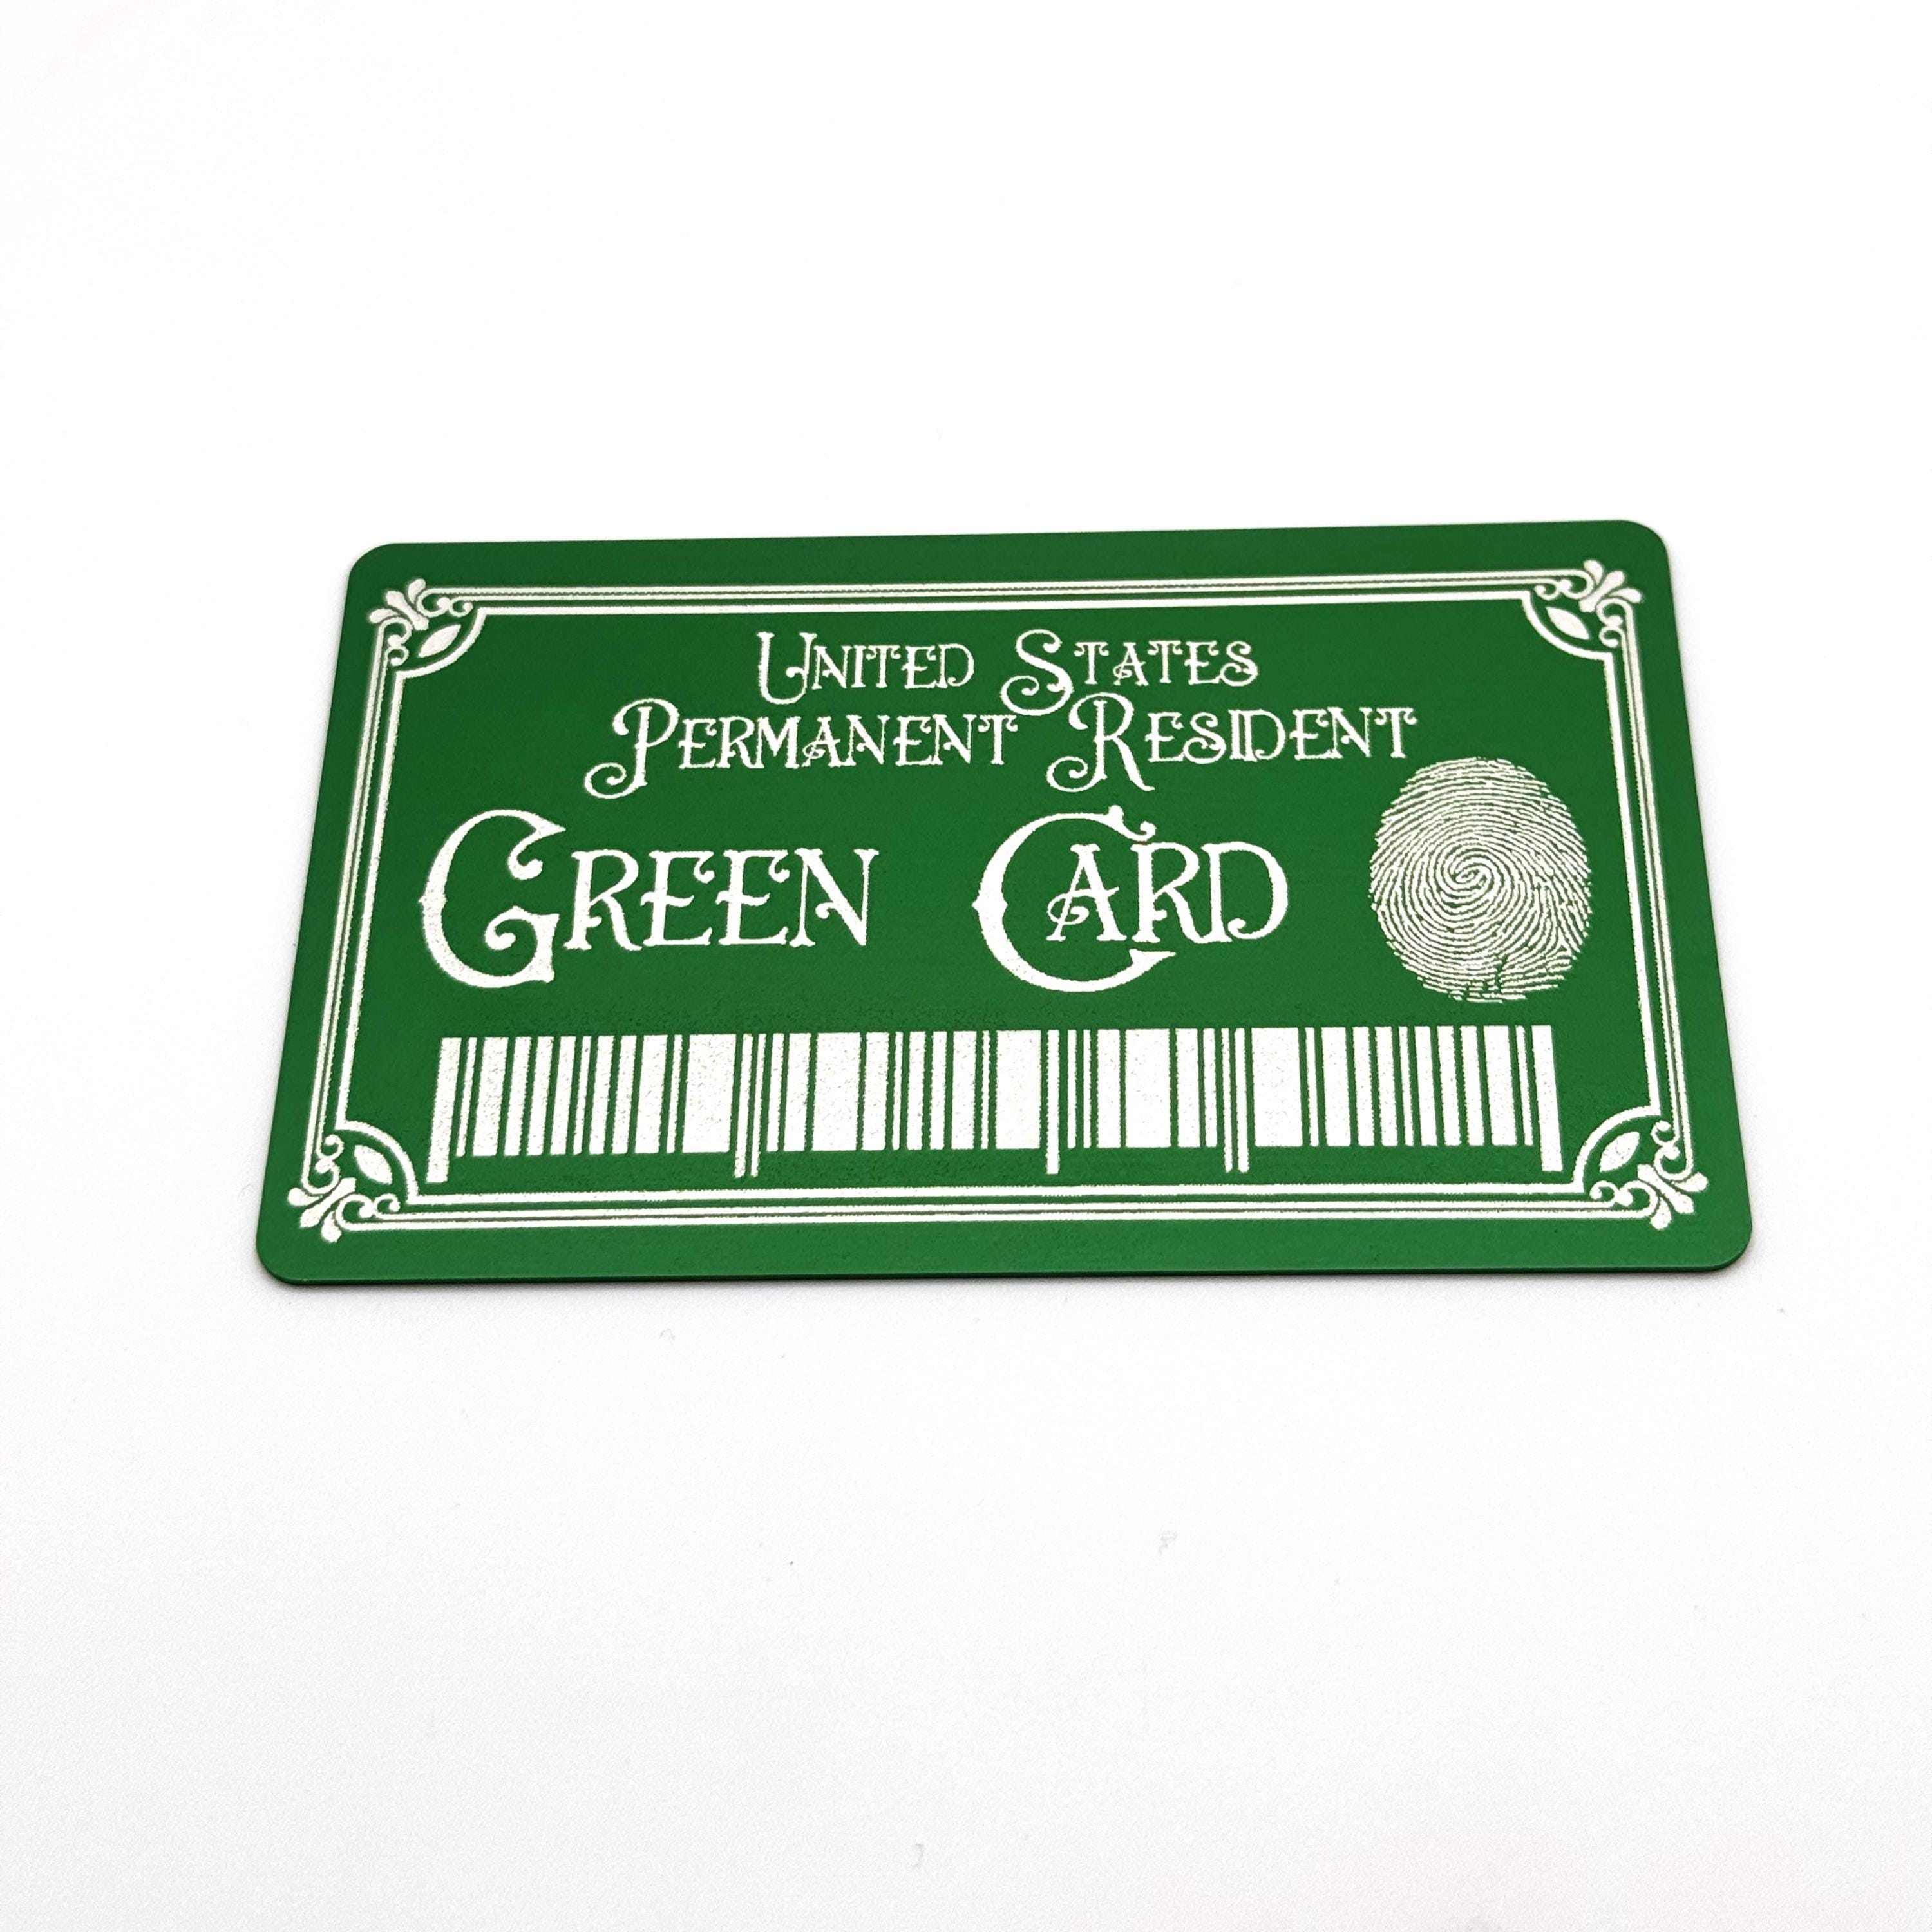 United States
Permanent Resident
Green Card